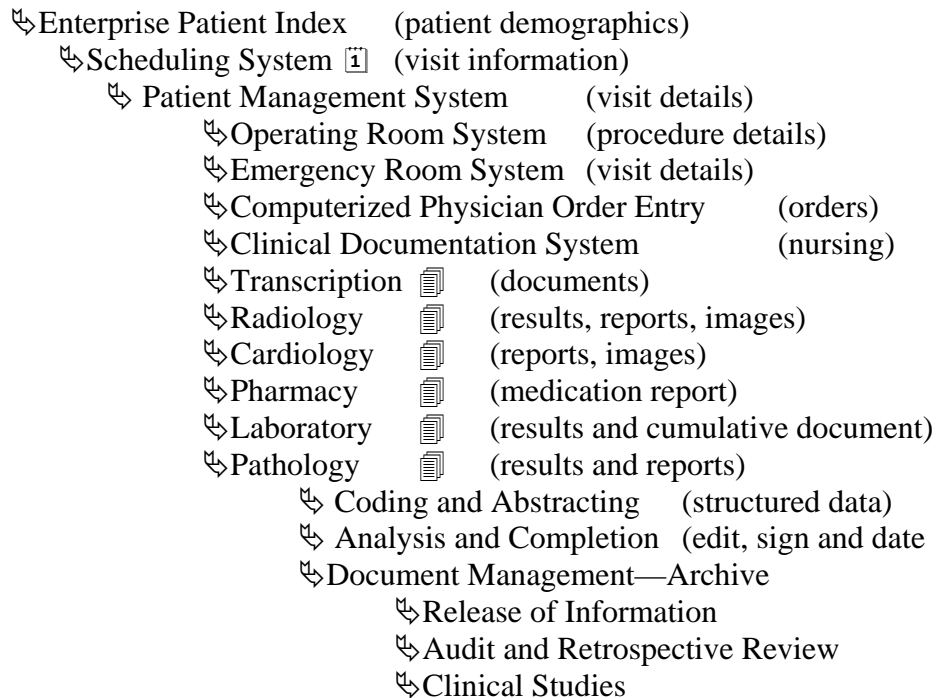 Enterprise Patient Index (patient demographics)
Scheduling System 1 (visit information)
Patient Management System (visit details)
Operating Room System (procedure details)
Emergency Room System (visit details)
Computerized Physician Order Entry (orders)
Clinical Documentation System (nursing)
Transcription (documents)
Radiology (results, reports, images)
Cardiology (reports, images)
Pharmacy (medication report)
Laboratory (results and cumulative document)
Pathology (results and reports)
Coding and Abstracting (structured data)
Analysis and Completion (edit, sign and date
Document Management—Archive
Release of Information
Audit and Retrospective Review
Clinical Studies